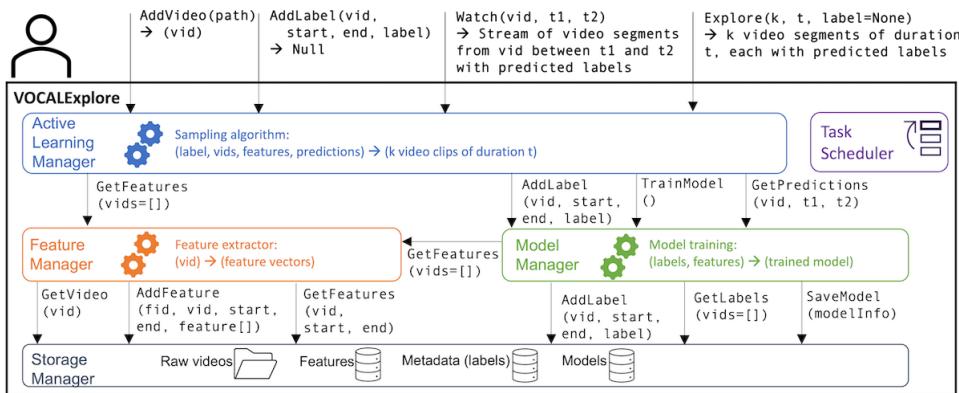 AddVideo(path)
→ (vid)
AddLabel(vid,
start, end, label)
→ Null
Watch(vid, t1, t2)
→ Stream of video segments
from vid between t1 and t2
with predicted labels
Explore(k, t, label=None)
→ k video segments of duration
t, each with predicted labels
VOCALExplore
Active
Learning
Manager
Sampling algorithm:
(label, vids, features, predictions) → (k video clips of duration t)
Task
Scheduler
GetFeatures
(vids=[])
AddLabel
(vid, start,
end, label)
TrainModel
()
GetPredictions
(vid, t1, t2)
Feature
Manager
Feature extractor:
(vid) → (feature vectors)
GetFeatures
(vids=[])
Model
Manager
Model training:
(labels, features) → (trained model)
GetVideo
(vid)
AddFeature
(fid, vid, start,
end, feature[])
GetFeatures
(vid,
start, end)
AddLabel
(vid, start,
end, label)
GetLabels
(vids=[])
SaveModel
(modelInfo)
Storage
Manager
Raw videos
Features
Metadata (labels)
Models